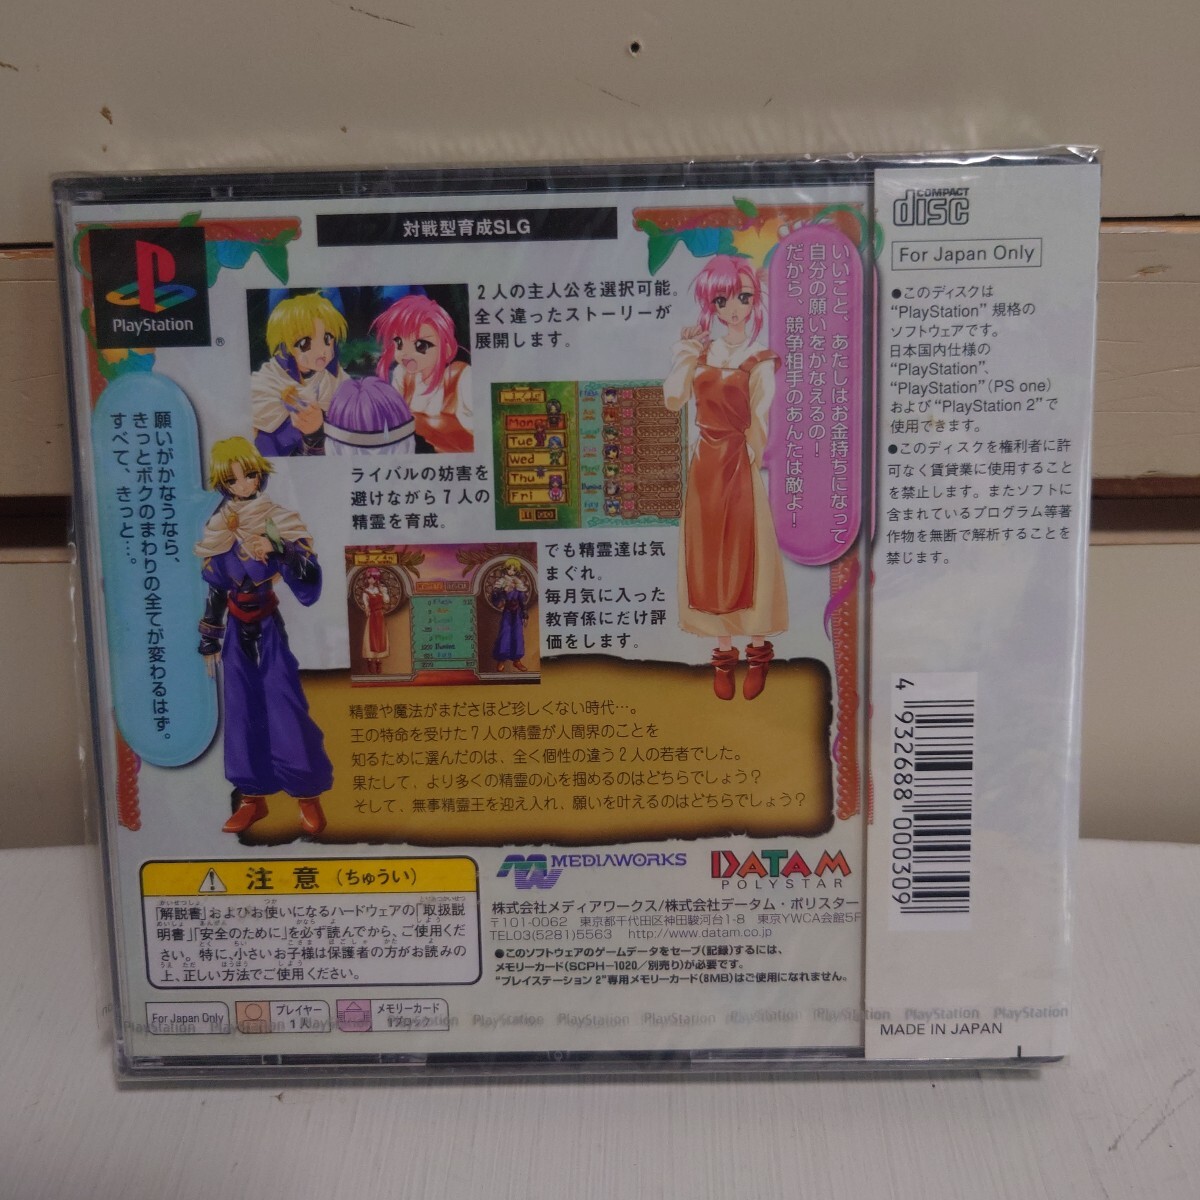 対戦型育成SLG
PlayStation
®
2人の主人公を選択可能。
全く違ったストーリーが
展開します。
いいこと、あたしはお金持ちになって
自分の願いをかなえるの！
だから、競争相手のあんたは敵よ！
願いがかなうなら、
きっとボクのまわりの全てが変わるはず。
すべて、きっと…。
Mon
Tue
Wed
Thu
Fri
ライバルの妨害を
避けながら7人の
精霊を育成。
でも精霊達は気
まぐれ。
毎月気に入った
教育係にだけ評
価をします。
精霊や魔法がまださほど珍しくない時代…。
王の特命を受けた7人の精霊が人間界のことを
知るために選んだのは、全く個性の違う2人の若者でした。
果たして、より多くの精霊の心を掴めるのはどちらでしょう？
そして、無事精霊王を迎え入れ、願いを叶えるのはどちらでしょう？
注意（ちゅうい）
「解説書」およびお使いになるハードウェアの「取扱説
明書」「安全のために」を必ず読んでから、ご使用くだ
さい。特に、小さいお子様は保護者の方がお読みの
上、正しい方法でご使用ください。
For Japan Only
プレイヤー
1人
メモリーカード
1ブロック
MEDIAWORKS
DATAM
POLYSTAR
株式会社メディアワークス/株式会社データム・ポリスター
〒101-0062 東京都千代田区神田駿河台1-8 東京YWCA会館5F
TEL03(5281)5563 http://www.datam.co.jp
●このソフトウェアのゲームデータをセーブ(記録)するには、
メモリーカード(SCPH-1020/別売り)が必要です。
"プレイステーション 2"専用メモリーカード(8MB)はご使用になれません。
PlayStation PlayStation PlayStation PlayStation PlayStation PlayStation PlayStation PlayStation PlayStation PlayStation PlayStation
COMPACT
disc
For Japan Only
●このディスクは
"PlayStation" 規格の
ソフトウェアです。
日本国内仕様の
"PlayStation"、
"PlayStation"(PS one)
および"PlayStation 2"で
使用できます。
●このディスクを権利者に許
可なく賃貸業に使用すること
を禁止します。またソフトに
含まれているプログラム等著
作物を無断で解析することを
禁じます。
4 932688 000309
MADE IN JAPAN